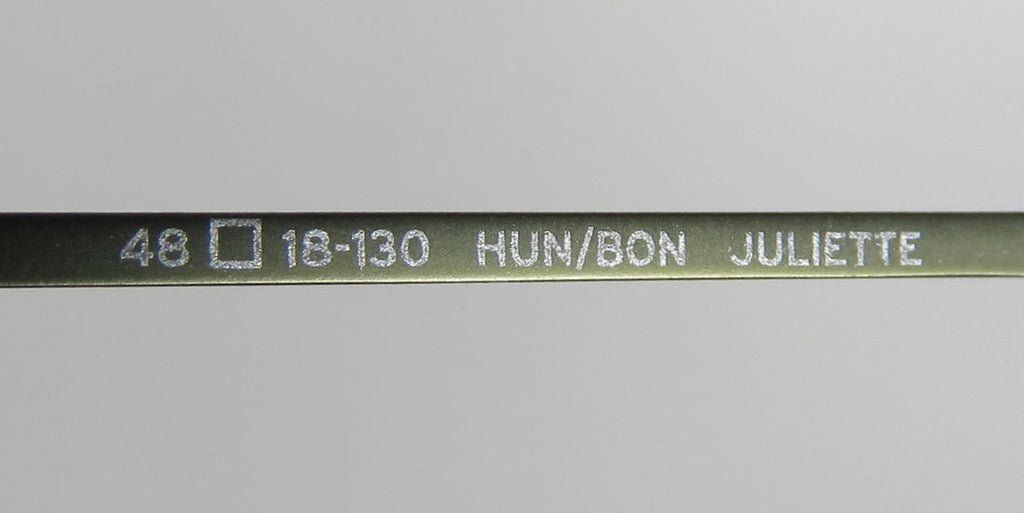 48 □ 18-130 HUN/BON JULIETTE